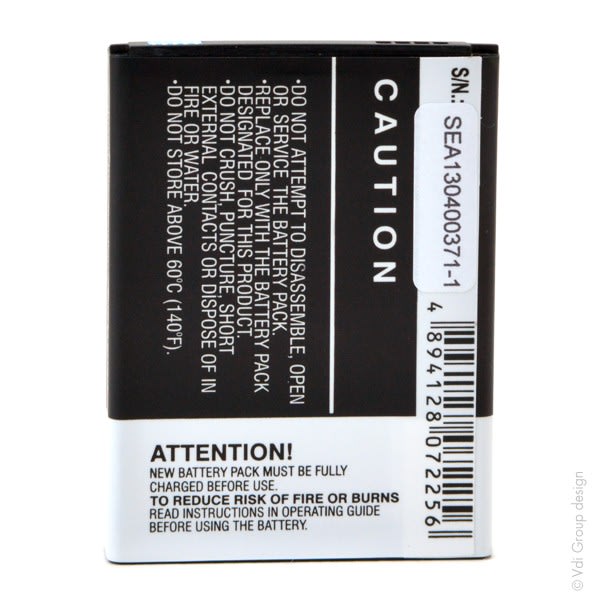 S/N.:
SEA130400371-1
4 894128 072256
CAUTION
•DO NOT ATTEMPT TO DISASSEMBLE, OPEN
OR SERVICE THE BATTERY PACK.
•REPLACE ONLY WITH THE BATTERY PACK
DESIGNATED FOR THIS PRODUCT.
•DO NOT CRUSH, PUNCTURE, SHORT
EXTERNAL CONTACTS OR DISPOSE OF IN
FIRE OR WATER.
•DO NOT STORE ABOVE 60°C (140°F).
ATTENTION!
NEW BATTERY PACK MUST BE FULLY
CHARGED BEFORE USE.
TO REDUCE RISK OF FIRE OR BURNS
READ INSTRUCTIONS IN OPERATING GUIDE
BEFORE USING THE BATTERY.
© Vdi Group design